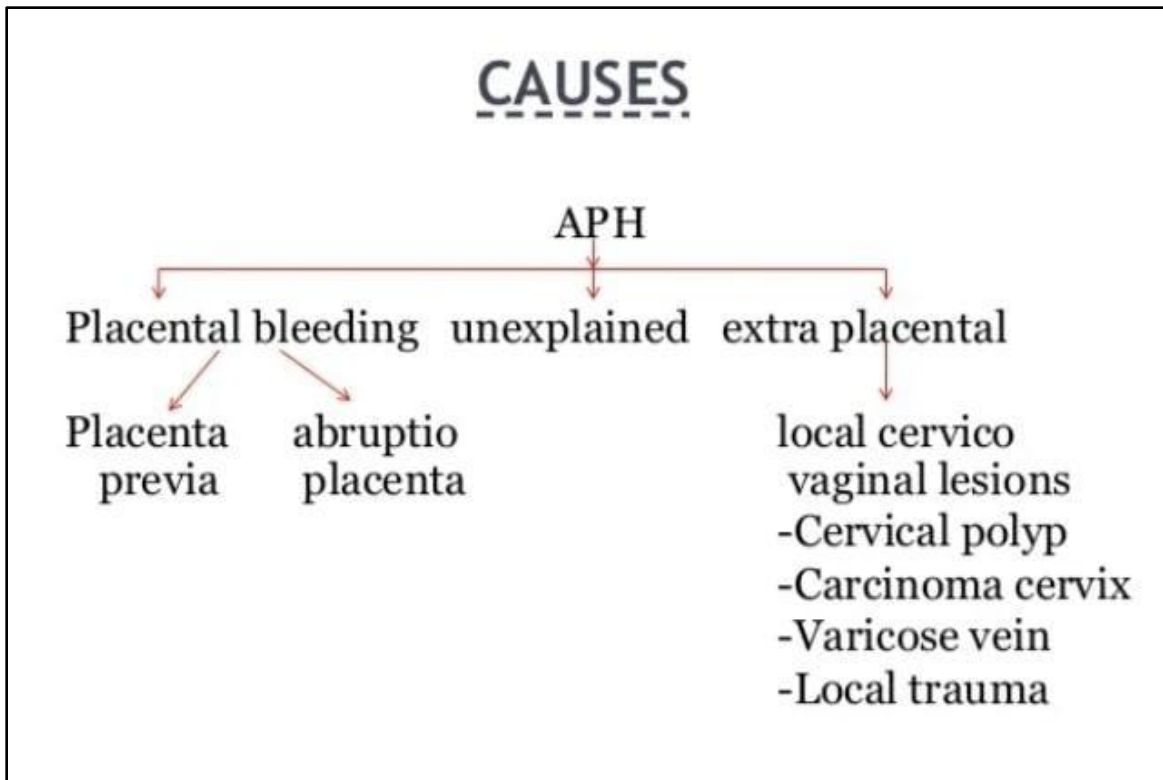 CAUSES
APH
Placental bleeding unexplained extra placental
Placenta previa
abruptio placenta
local cervico
vaginal lesions
-Cervical polyp
-Carcinoma cervix
-Varicose vein
-Local trauma